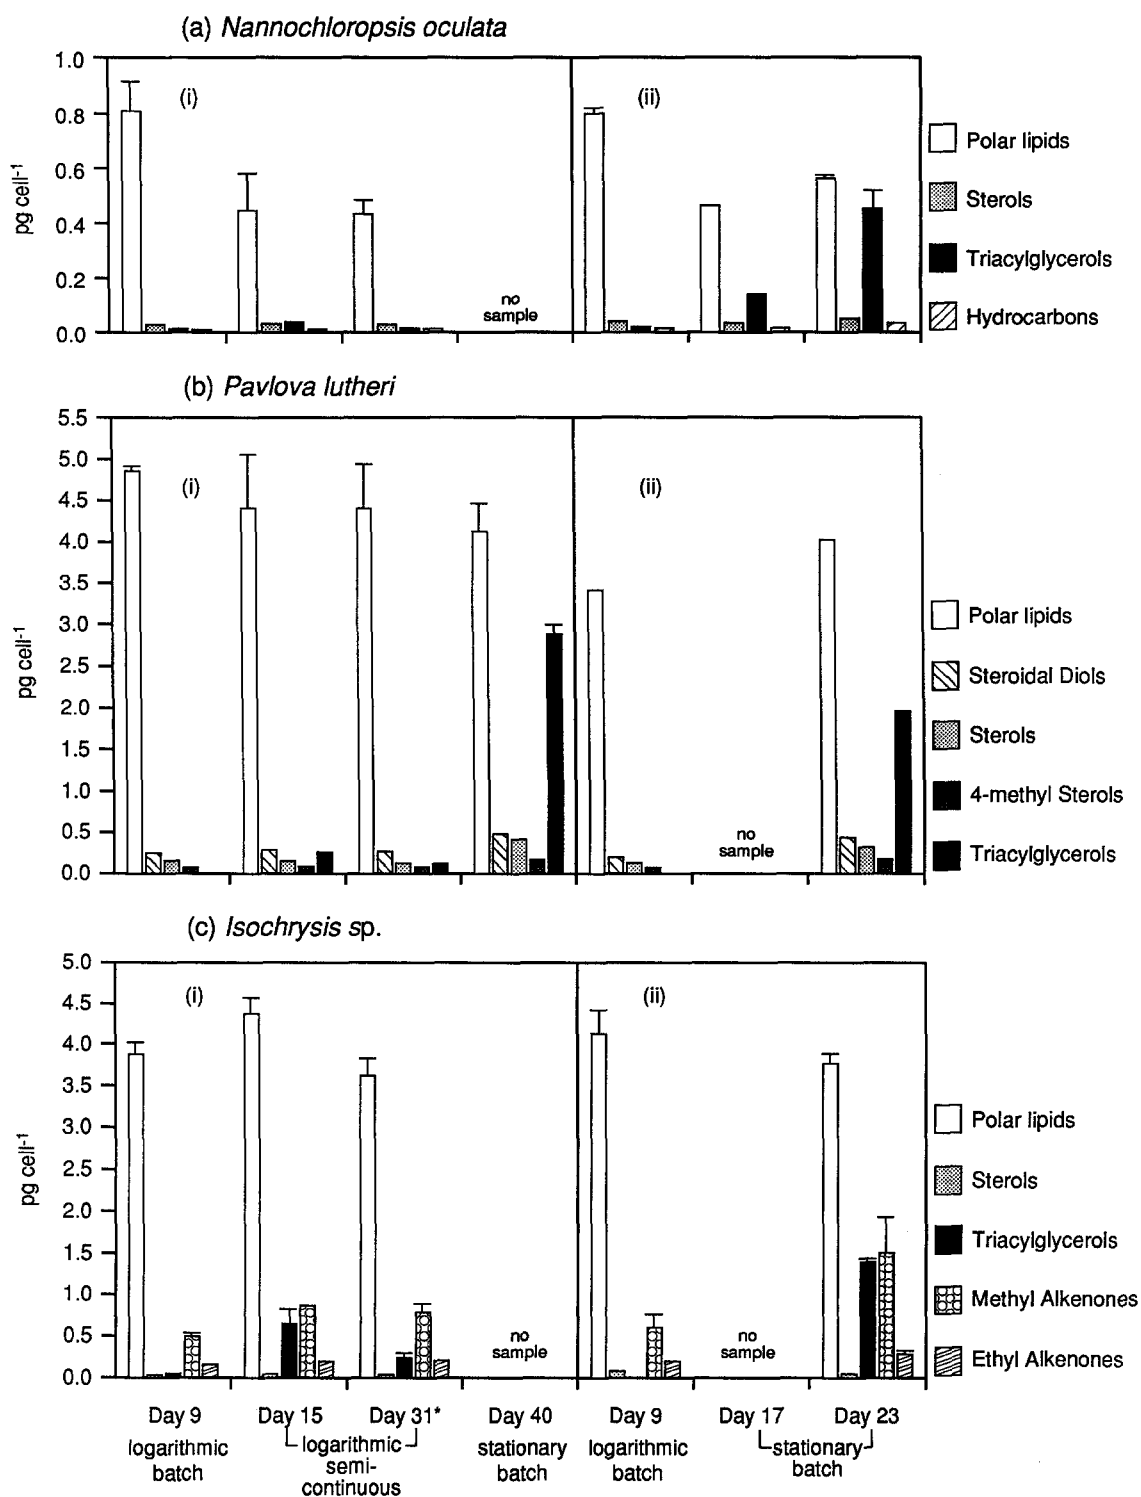 (a) Nannochloropsis oculata
1.0
0.8
0.6
0.4
0.2
0.0
pg cell-1
(i)
(ii)
no
sample
Polar lipids
Sterols
Triacylglycerols
Hydrocarbons
(b) Pavlova lutheri
5.5
5.0
4.5
4.0
3.5
3.0
2.5
2.0
1.5
1.0
0.5
0.0
pg cell-1
(i)
(ii)
no
sample
Polar lipids
Steroidal Diols
Sterols
4-methyl Sterols
Triacylglycerols
(c) Isochrysis sp.
5.0
4.5
4.0
3.5
3.0
2.5
2.0
1.5
1.0
0.5
0.0
pg cell-1
(i)
(ii)
no
sample
no
sample
Polar lipids
Sterols
Triacylglycerols
Methyl Alkenones
Ethyl Alkenones
Day 9
logarithmic
batch
Day 15
Day 31*
logarithmic
semi-
continuous
Day 40
stationary
batch
Day 9
logarithmic
batch
Day 17
Day 23
stationary
batch